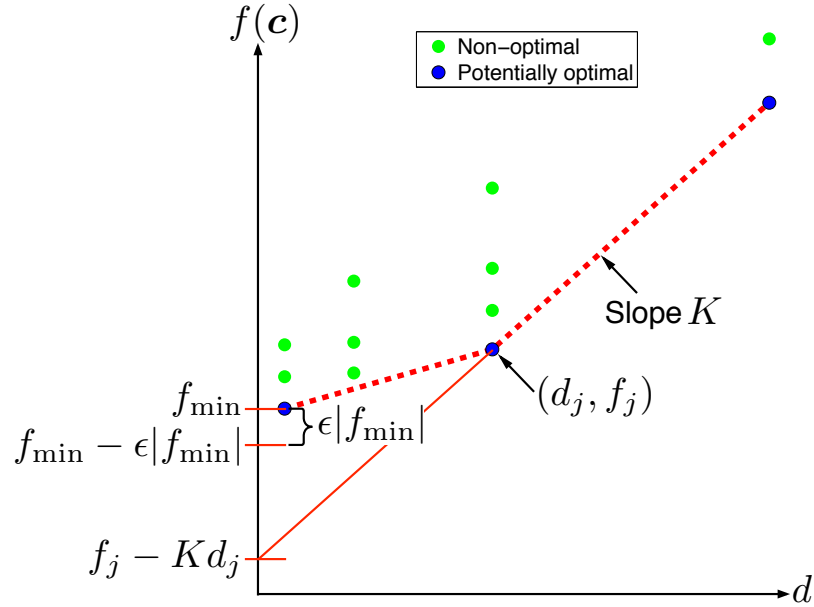 f(c)
Non-optimal
Potentially optimal
Slope K
(d_j, f_j)
f_min
ϵ|f_min|
f_min − ϵ|f_min|
f_j − Kd_j
d